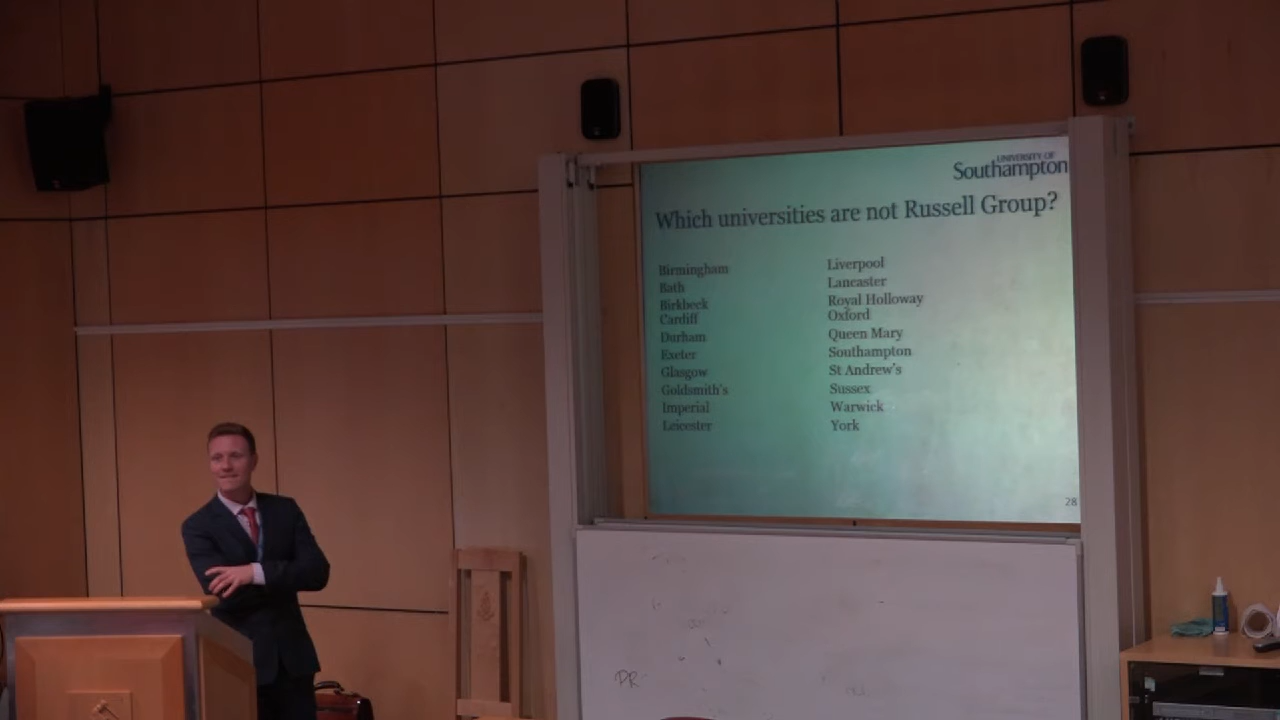 UNIVERSITY OF
Southampton
Which universities are not Russell Group?
Birmingham
Bath
Birkbeck
Cardiff
Durham
Exeter
Glasgow
Goldsmith's
Imperial
Leicester
Liverpool
Lancaster
Royal Holloway
Oxford
Queen Mary
Southampton
St Andrew's
Sussex
Warwick
York
28
DR